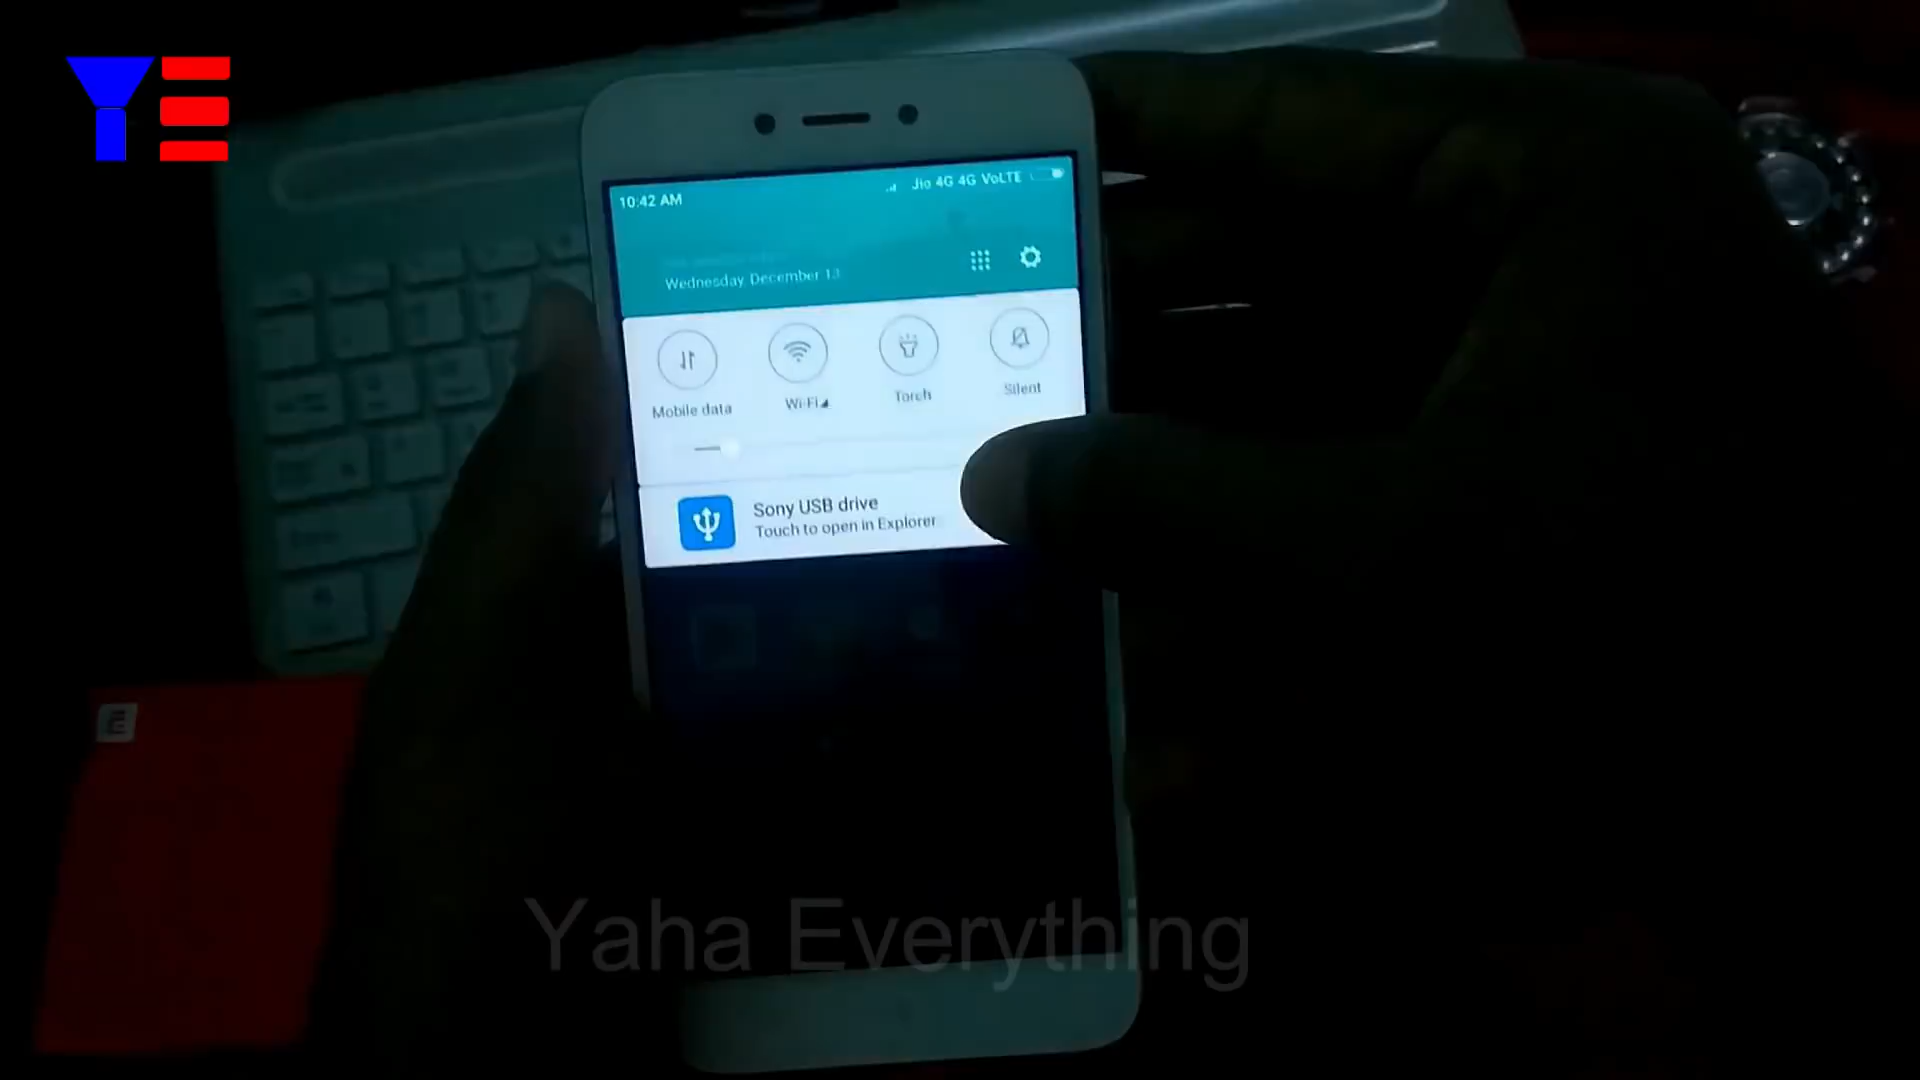 YE
10:42 AM
Jio 4G 4G VoLTE
Wednesday, December 13
Mobile data
Wi-Fi
Torch
Silent
Sony USB drive
Touch to open in Explorer
Yaha Everything